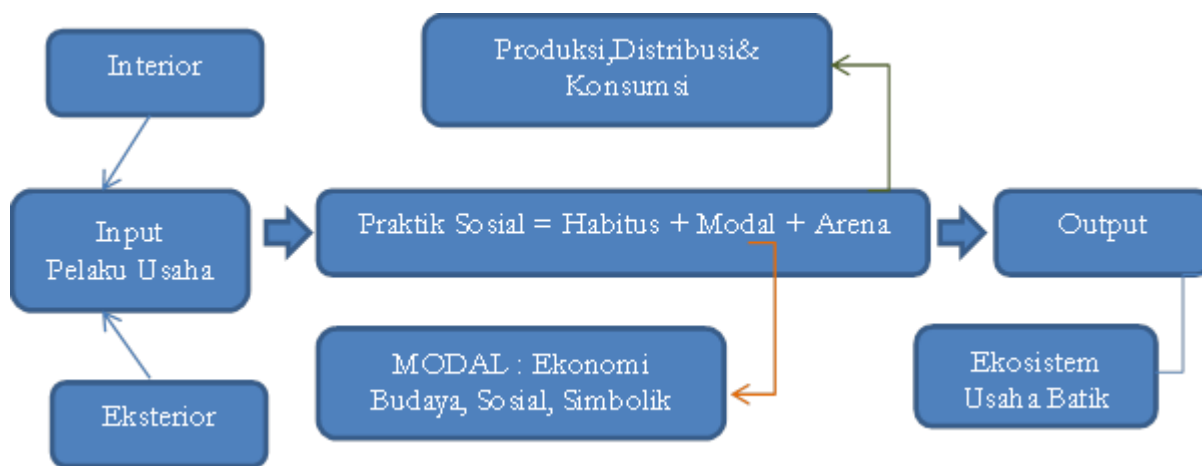 Interior
Produksi,Distribusi&
Konsumsi
Input
Pelaku Usaha
Praktik Sosial = Habitus + Modal + Arena
Output
MODAL : Ekonomi
Budaya, Sosial, Simbolik
Ekosistem
Usaha Batik
Eksterior